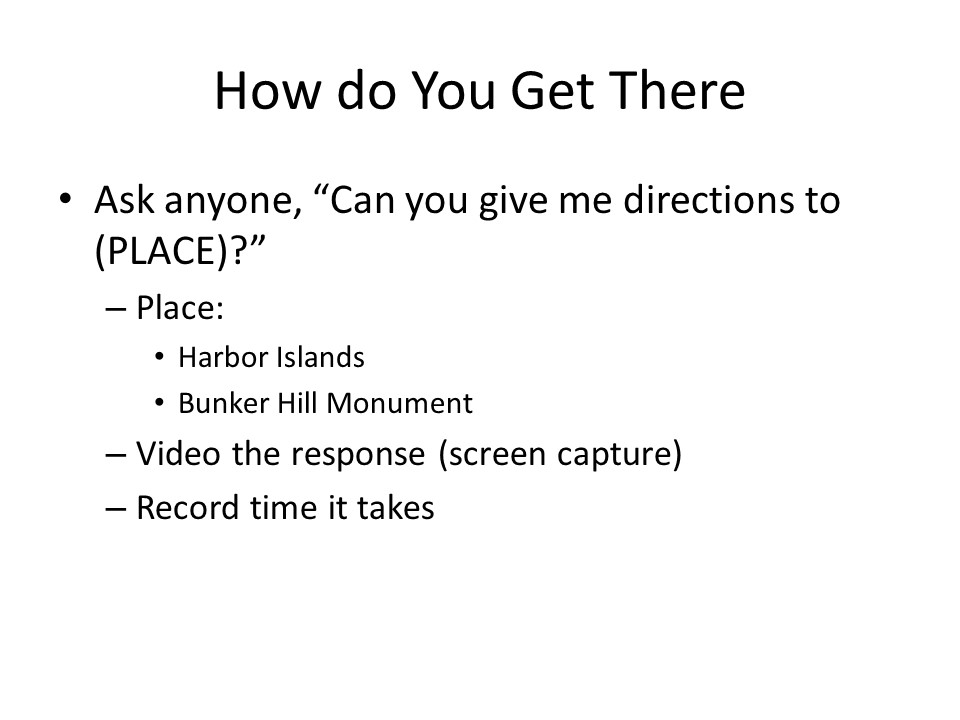 How do You Get There
• Ask anyone, “Can you give me directions to
(PLACE)?”
– Place:
• Harbor Islands
• Bunker Hill Monument
– Video the response (screen capture)
– Record time it takes